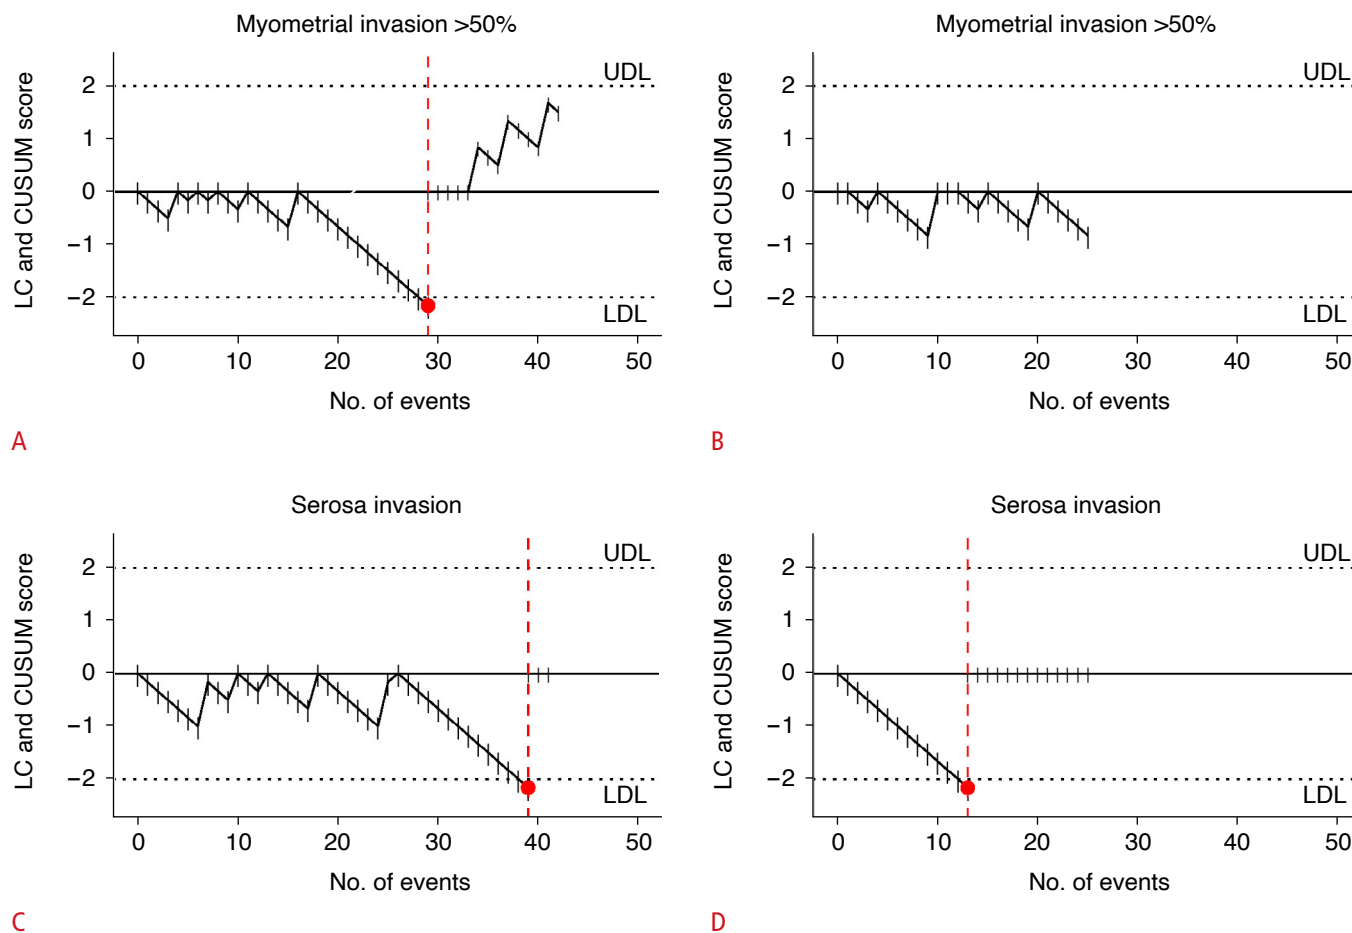 Myometrial invasion >50%
LC and CUSUM score
2
1
0
−1
−2
UDL
LDL
0 10 20 30 40 50
No. of events
A
Myometrial invasion >50%
LC and CUSUM score
2
1
0
−1
−2
UDL
LDL
0 10 20 30 40 50
No. of events
B
Serosa invasion
LC and CUSUM score
2
1
0
−1
−2
UDL
LDL
0 10 20 30 40 50
No. of events
C
Serosa invasion
LC and CUSUM score
2
1
0
−1
−2
UDL
LDL
0 10 20 30 40 50
No. of events
D